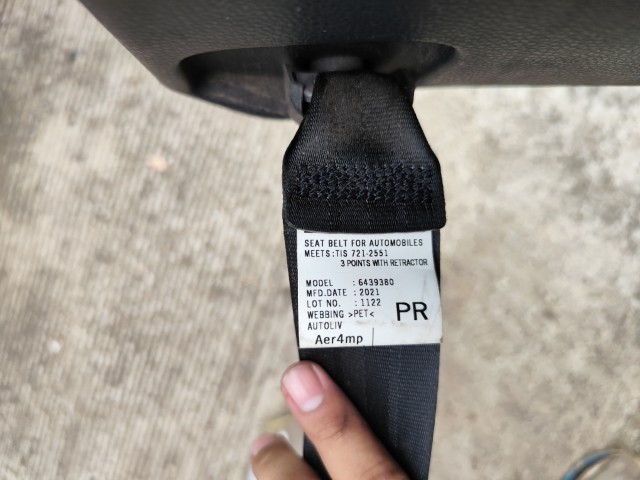 SEAT BELT FOR AUTOMOBILES
MEETS:TIS 721-2551
3 POINTS WITH RETRACTOR
MODEL : 6439380
MFD.DATE : 2021
LOT NO. : 1122
WEBBING >PET<
PR
AUTOLIV
Aer4mp